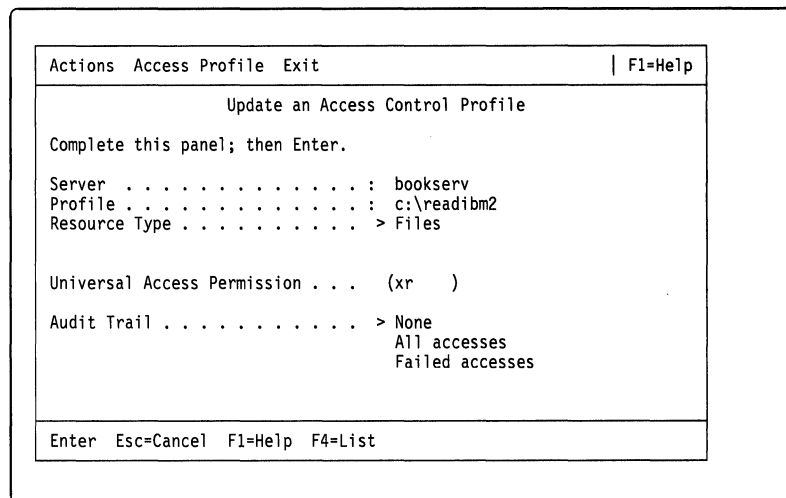 Actions  Access Profile  Exit | F1=Help
Update an Access Control Profile
Complete this panel; then Enter.
Server . . . . . . . . . . . . . : bookserv
Profile . . . . . . . . . . . . . : c:\readibm2
Resource Type . . . . . . . . . . > Files
Universal Access Permission . . . (xr    )
Audit Trail . . . . . . . . . . . > None
All accesses
Failed accesses
Enter  Esc=Cancel  F1=Help  F4=List